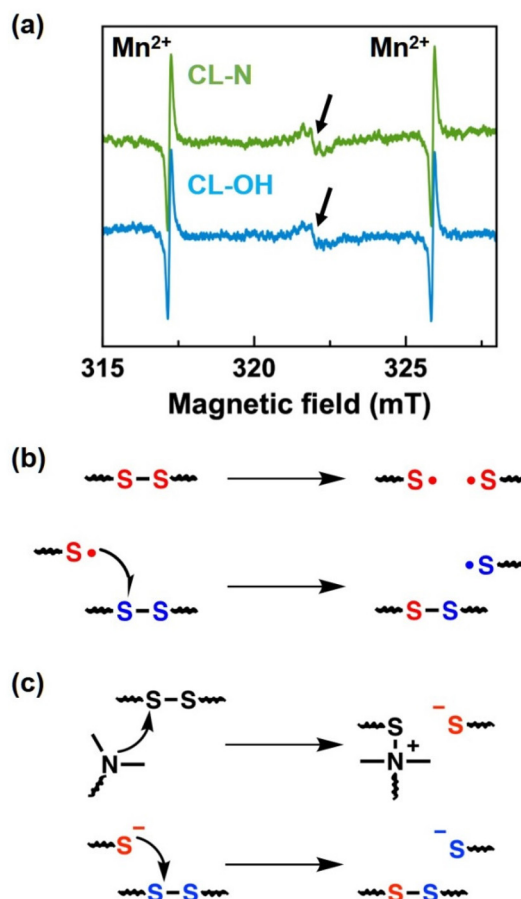 (a)
Mn²⁺ Mn²⁺
CL-N
CL-OH
315 320 325
Magnetic field (mT)
(b)
S–S S• •S
S• •S
S–S S–S
(c)
S–S S ⁻S
N N⁺
S⁻ ⁻S
S–S S–S